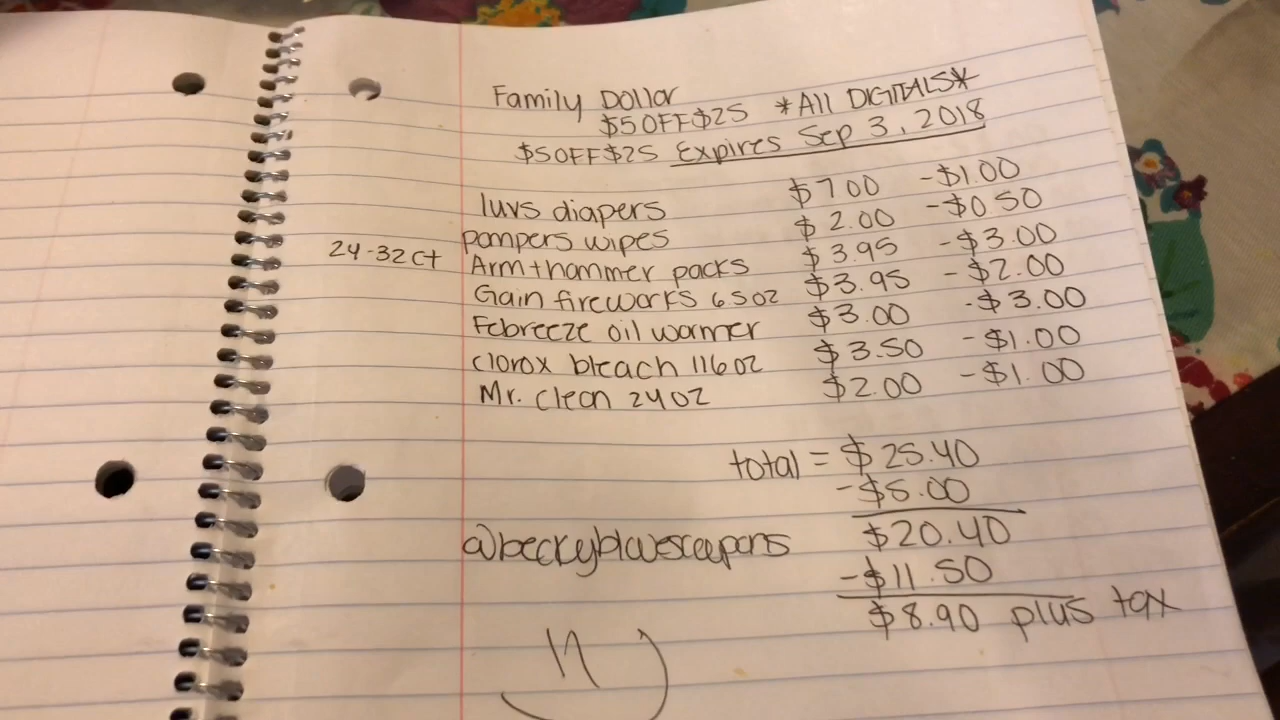 Family Dollar
$5OFF$25 *All DIGITALS*
$5OFF$25 Expires Sep 3, 2018
luvs diapers $7.00 -$1.00
pampers wipes $2.00 -$0.50
24-32ct Arm+hammer packs $3.95 -$3.00
Gain fireworks 6.5oz $3.95 -$2.00
Febreeze oil warmer $3.00 -$3.00
clorox bleach 116oz $3.50 -$1.00
Mr. clean 24oz $2.00 -$1.00
total = $25.40
-$5.00
$20.40
-$11.50
$8.90 plus tax